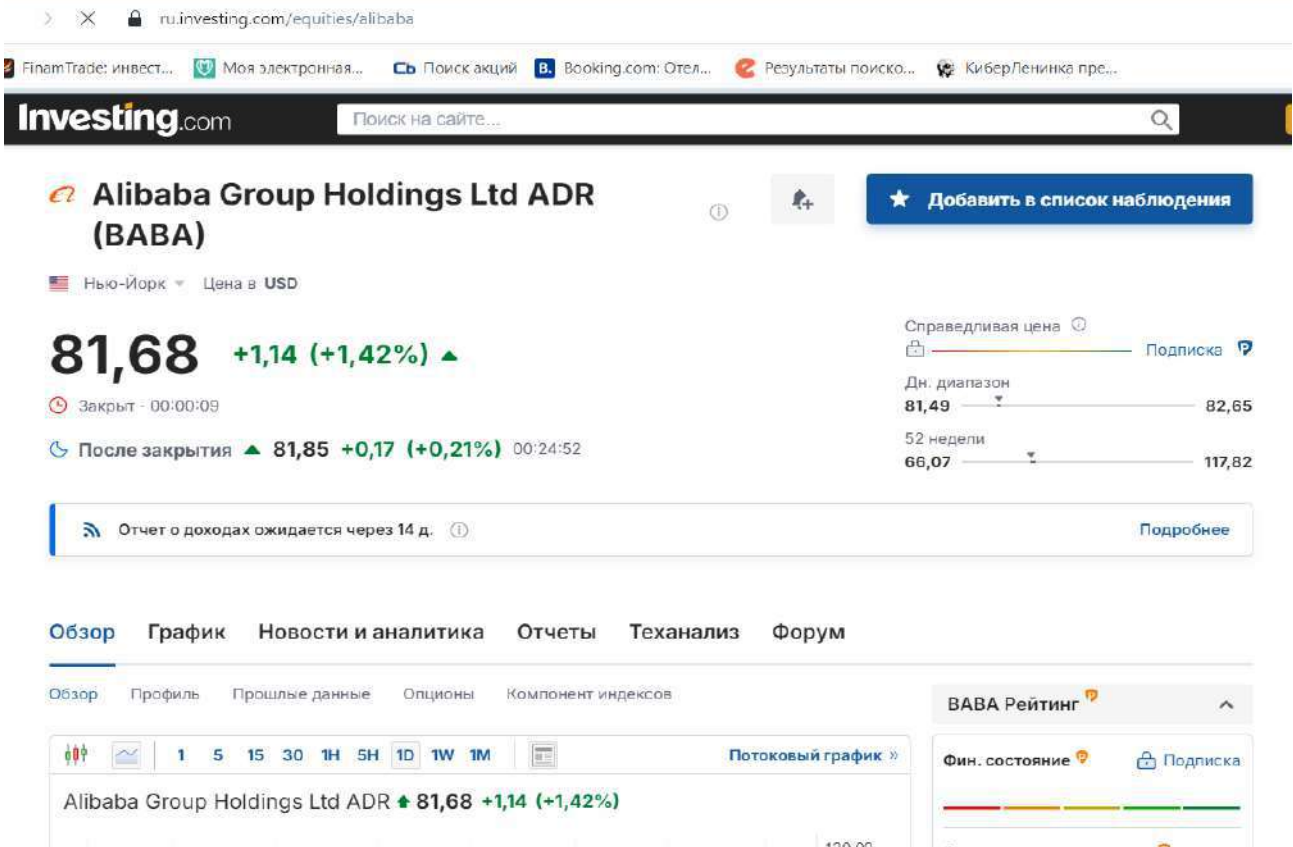 ru.investing.com/equities/alibaba
FinamTrade: инвест... Моя электронная... Сь Поиск акций B. Booking.com: Отел... Результаты поиско... КиберЛенинка пре...
Investing.com Поиск на сайте...
Alibaba Group Holdings Ltd ADR
(BABA)
Добавить в список наблюдения
Нью-Йорк Цена в USD
81,68 +1,14 (+1,42%)
Закрыт - 00:00:09
После закрытия 81,85 +0,17 (+0,21%) 00:24:52
Справедливая цена
Подписка
Дн. диапазон
81,49 82,65
52 недели
66,07 117,82
Отчет о доходах ожидается через 14 д. Подробнее
Обзор График Новости и аналитика Отчеты Теханализ Форум
Обзор Профиль Прошлые данные Опционы Компонент индексов
BABA Рейтинг
1 5 15 30 1H 5H 1D 1W 1M Потоковый график »
Фин. состояние Подписка
Alibaba Group Holdings Ltd ADR 81,68 +1,14 (+1,42%)